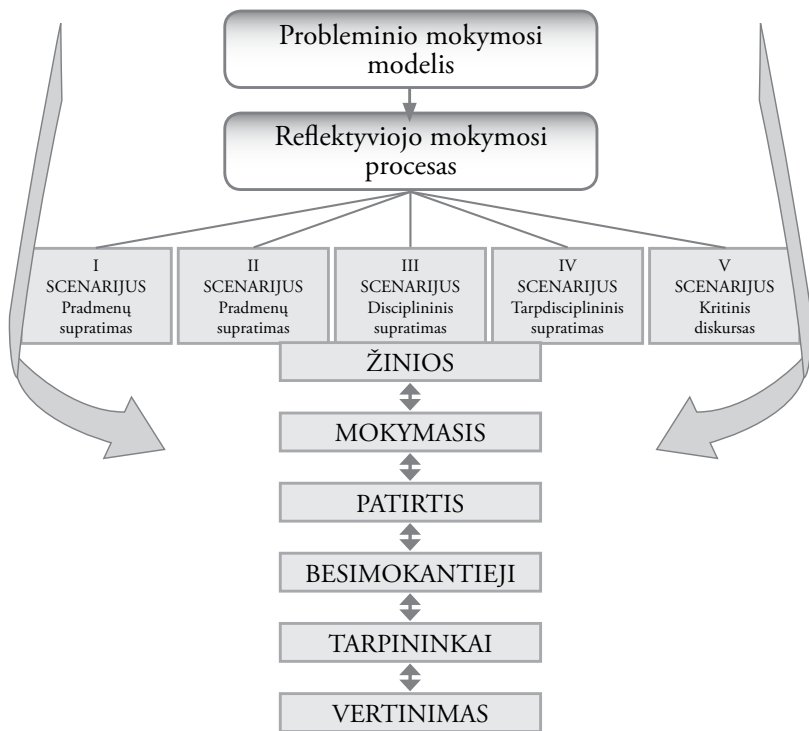 Probleminio mokymosi
modelis
Reflektyviojo mokymosi
procesas
I
SCENARIJUS
Pradmenų
supratimas
II
SCENARIJUS
Pradmenų
supratimas
III
SCENARIJUS
Disciplininis
supratimas
IV
SCENARIJUS
Tarpdisciplininis
supratimas
V
SCENARIJUS
Kritinis
diskursas
ŽINIOS
MOKYMASIS
PATIRTIS
BESIMOKANTIEJI
TARPININKAI
VERTINIMAS